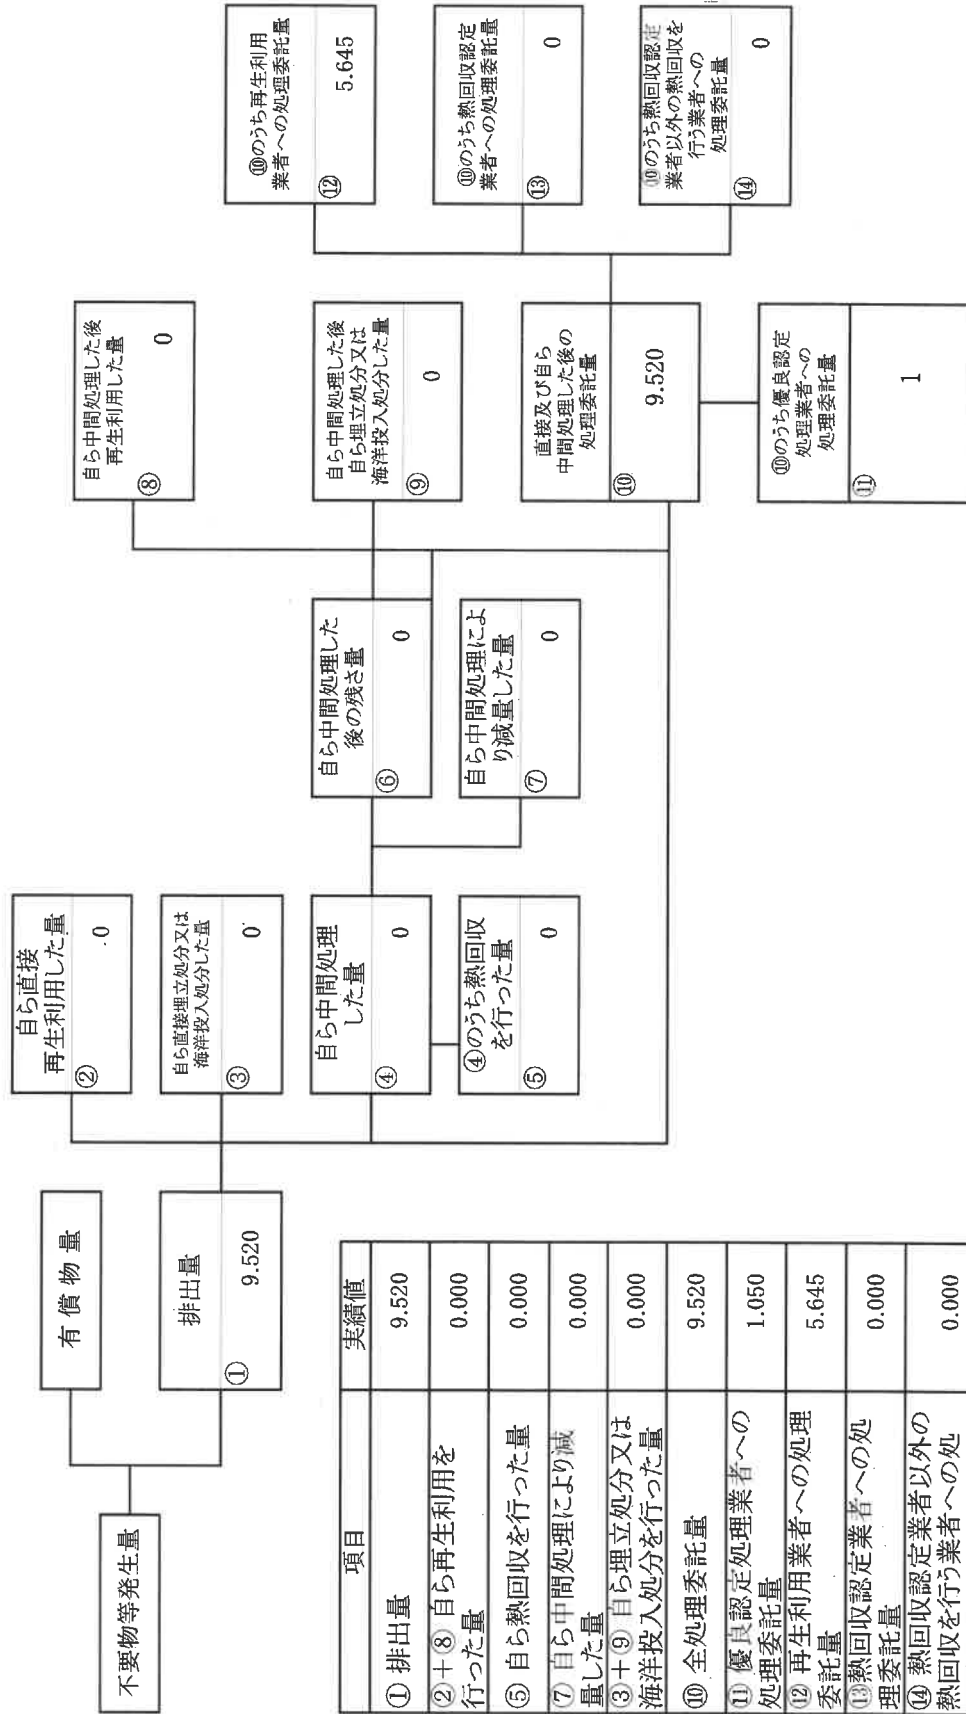 不要物等発生量
有償物量
排出量
①
9.520
自ら直接
再生利用した量
②
0
自ら直接埋立処分又は
海洋投入処分した量
③
0
自ら中間処理
した量
④
0
④のうち熱回収
を行った量
⑤
0
自ら中間処理した
後の残さ量
⑥
0
自ら中間処理によ
り減量した量
⑦
0
自ら中間処理した後
再生利用した量
⑧
0
自ら中間処理した後
自ら埋立処分又は
海洋投入処分した量
⑨
0
直接及び自ら
中間処理した後の
処理委託量
⑩
9.520
⑩のうち優良認定
処理業者への
処理委託量
⑪
1
⑩のうち再生利用
業者への処理委託量
⑫
5.645
⑩のうち熱回収認定
業者への処理委託量
⑬
0
⑩のうち熱回収認定
業者以外の熱回収を
行う業者への
処理委託量
⑭
0
項目 実績値
① 排出量 9.520
②+⑧ 自ら再生利用を
行った量 0.000
⑤ 自ら熱回収を行った量 0.000
⑦ 自ら中間処理により減
量した量 0.000
③+⑨ 自ら埋立処分又は
海洋投入処分を行った量 0.000
⑩ 全処理委託量 9.520
⑪ 優良認定処理業者への
処理委託量 1.050
⑫ 再生利用業者への処理
委託量 5.645
⑬熱回収認定業者への処
理委託量 0.000
⑭ 熱回収認定業者以外の
熱回収を行う業者への処 0.000